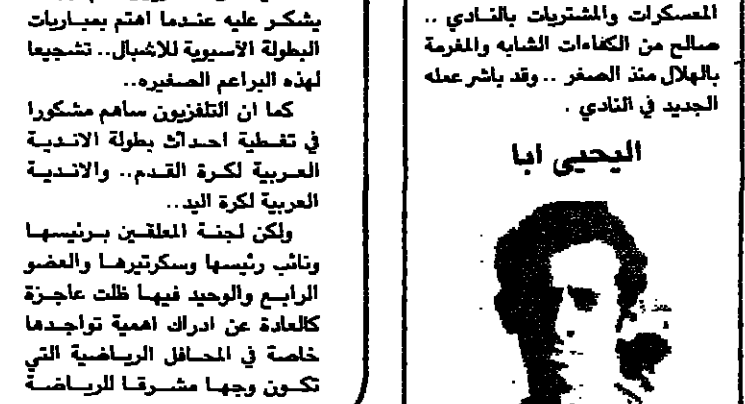 المعسكرات والمشتريات بالنادي ..
صالح من الكفاءات الشابه والمغرمة
بالهلال منذ الصغر .. وقد باشر عمله
الجديد في النادي .
اليحيى ابا
يشكر عليه عندما اهتم بمباريات
البطولة الآسيوية للاشبال .. تشجيعا
لهذه البراعم الصغيره ..
كما ان التلفزيون ساهم مشكورا
في تغطية احداث بطولة الاندية
العربية لكرة القدم .. والاندية
العربية لكرة اليد ..
ولكن لجنة المعلقين برئيسها
ونائب رئيسها وسكرتيرها والعضو
الرابع والوحيد فيها ظلت عاجزة
كالعادة عن ادراك اهمية تواجدها
خاصة في المحافل الرياضية التي
تكون وجها مشرقا للرياضة